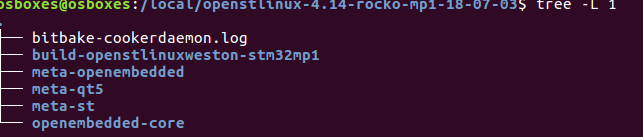 osboxes@osboxes:/local/openstlinux-4.14-rocko-mp1-18-07-03$ tree -L 1
.
├── bitbake-cookerdaemon.log
├── build-openstlinuxweston-stm32mp1
├── meta-openembedded
├── meta-qt5
├── meta-st
└── openembedded-core